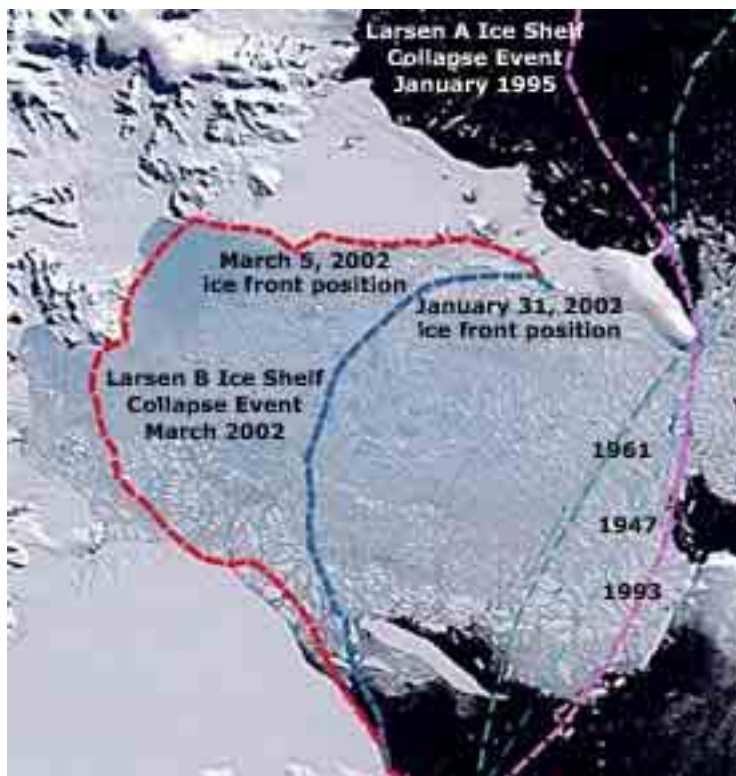 Larsen A Ice Shelf
Collapse Event
January 1995
March 5, 2002
ice front position
January 31, 2002
ice front position
Larsen B Ice Shelf
Collapse Event
March 2002
1961
1947
1993